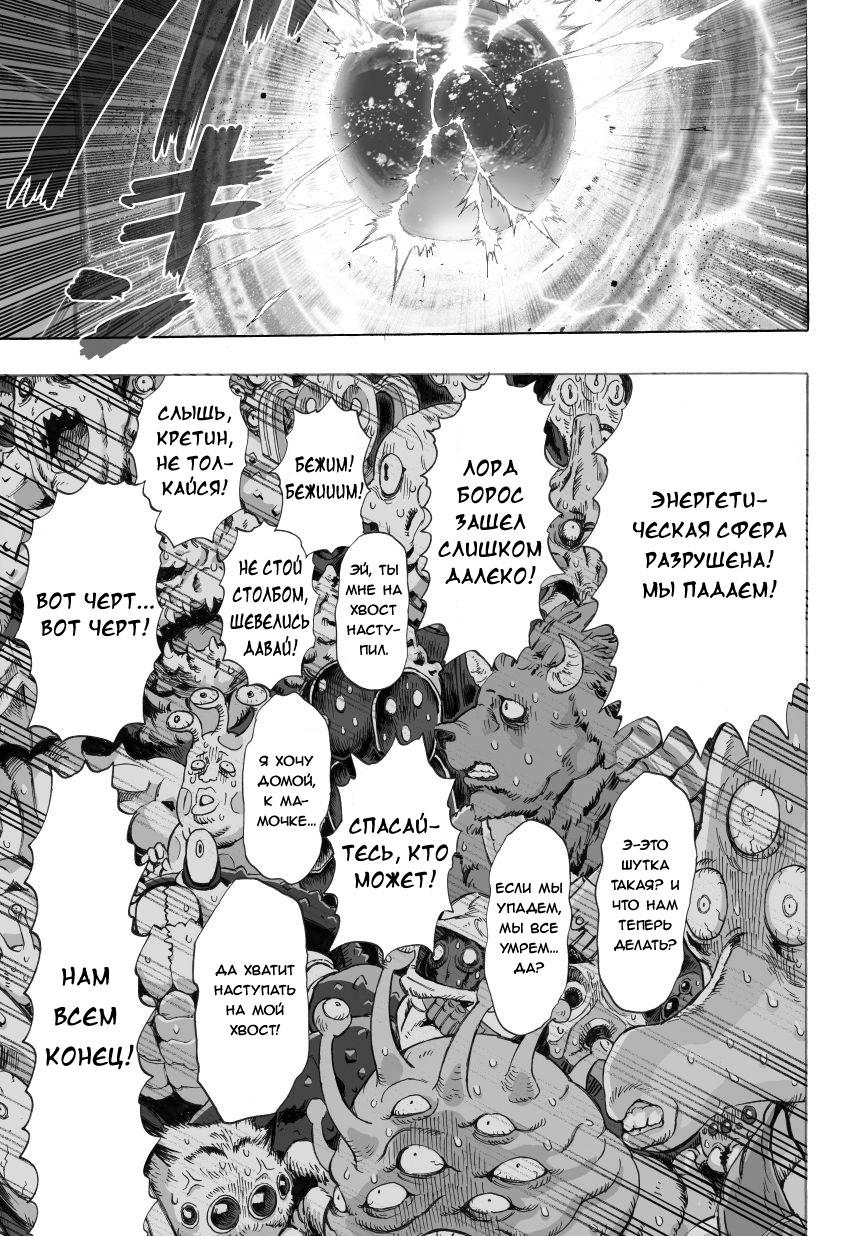 ЭНЕРГЕТИ-
ЧЕСКАЯ СФЕРА
РАЗРУШЕНА!
МЫ ПАДАЕМ!
ЛОРД
БОРОС
ЗАШЕЛ
СЛИШКОМ
ДАЛЕКО!
БЕЖИМ!
БЕЖИИИМ!
СЛЫШЬ,
КРЕТИН,
НЕ ТОЛ-
КАЙСЯ!
ЭЙ, ТЫ
МНЕ НА
ХВОСТ
НАСТУ-
ПИЛ.
НЕ СТОЙ
СТОЛБОМ,
ШЕВЕЛИСЬ
ДАВАЙ!
ВОТ ЧЕРТ...
ВОТ ЧЕРТ!
Э-ЭТО
ШУТКА
ТАКАЯ? И
ЧТО НАМ
ТЕПЕРЬ
ДЕЛАТЬ?
ЕСЛИ МЫ
УПАДЕМ,
МЫ ВСЕ
УМРЕМ...
ДА?
СПАСАЙ-
ТЕСЬ, КТО
МОЖЕТ!
Я ХОЧУ
ДОМОЙ,
К МА-
МОЧКЕ...
ДА ХВАТИТ
НАСТУПАТЬ
НА МОЙ
ХВОСТ!
НАМ
ВСЕМ
КОНЕЦ!